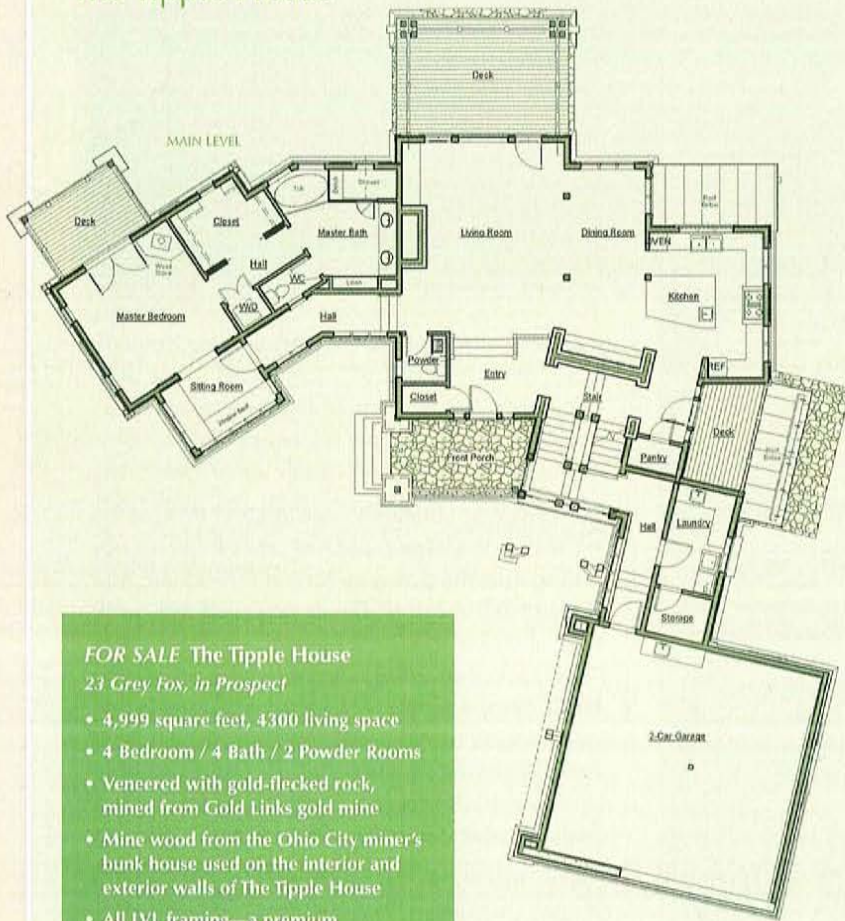 Deck
MAIN LEVEL
Deck
Closet
Tub
Shower
Master Bath
Living Room
Dining Room
OVEN
Wood
Stove
Hall
WC
Linen
Kitchen
Master Bedroom
W/D
Hall
Powder
REF
Sitting Room
Entry
Closet
Stair
Deck
Front Porch
Pantry
Hall
Laundry
Storage
2-Car Garage
FOR SALE The Tipple House
23 Grey Fox, in Prospect
• 4,999 square feet, 4300 living space
• 4 Bedroom / 4 Bath / 2 Powder Rooms
• Veneered with gold-flecked rock,
mined from Gold Links gold mine
• Mine wood from the Ohio City miner's
bunk house used on the interior and
exterior walls of The Tipple House
• All LVL framing—a premium